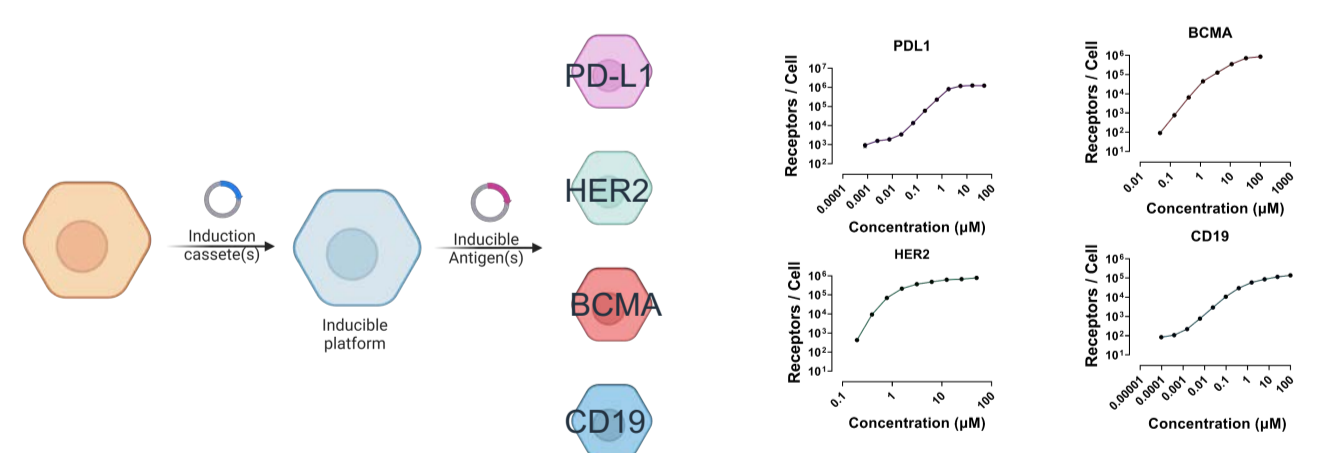 Induction
cassete(s)
Inducible
platform
Inducible
Antigen(s)
PD-L1
HER2
BCMA
CD19
PDL1
Receptors / Cell
10⁷
10⁶
10⁵
10⁴
10³
10²
0.0001
0.001
0.01
0.1
1
10
100
Concentration (µM)
BCMA
Receptors / Cell
10⁶
10⁵
10⁴
10³
10²
10¹
0.01
0.1
1
10
100
1000
Concentration (µM)
HER2
Receptors / Cell
10⁶
10⁵
10⁴
10³
10²
10¹
0.1
1
10
100
Concentration (µM)
CD19
Receptors / Cell
10⁶
10⁵
10⁴
10³
10²
10¹
0.00001
0.0001
0.001
0.01
0.1
1
10
100
Concentration (µM)